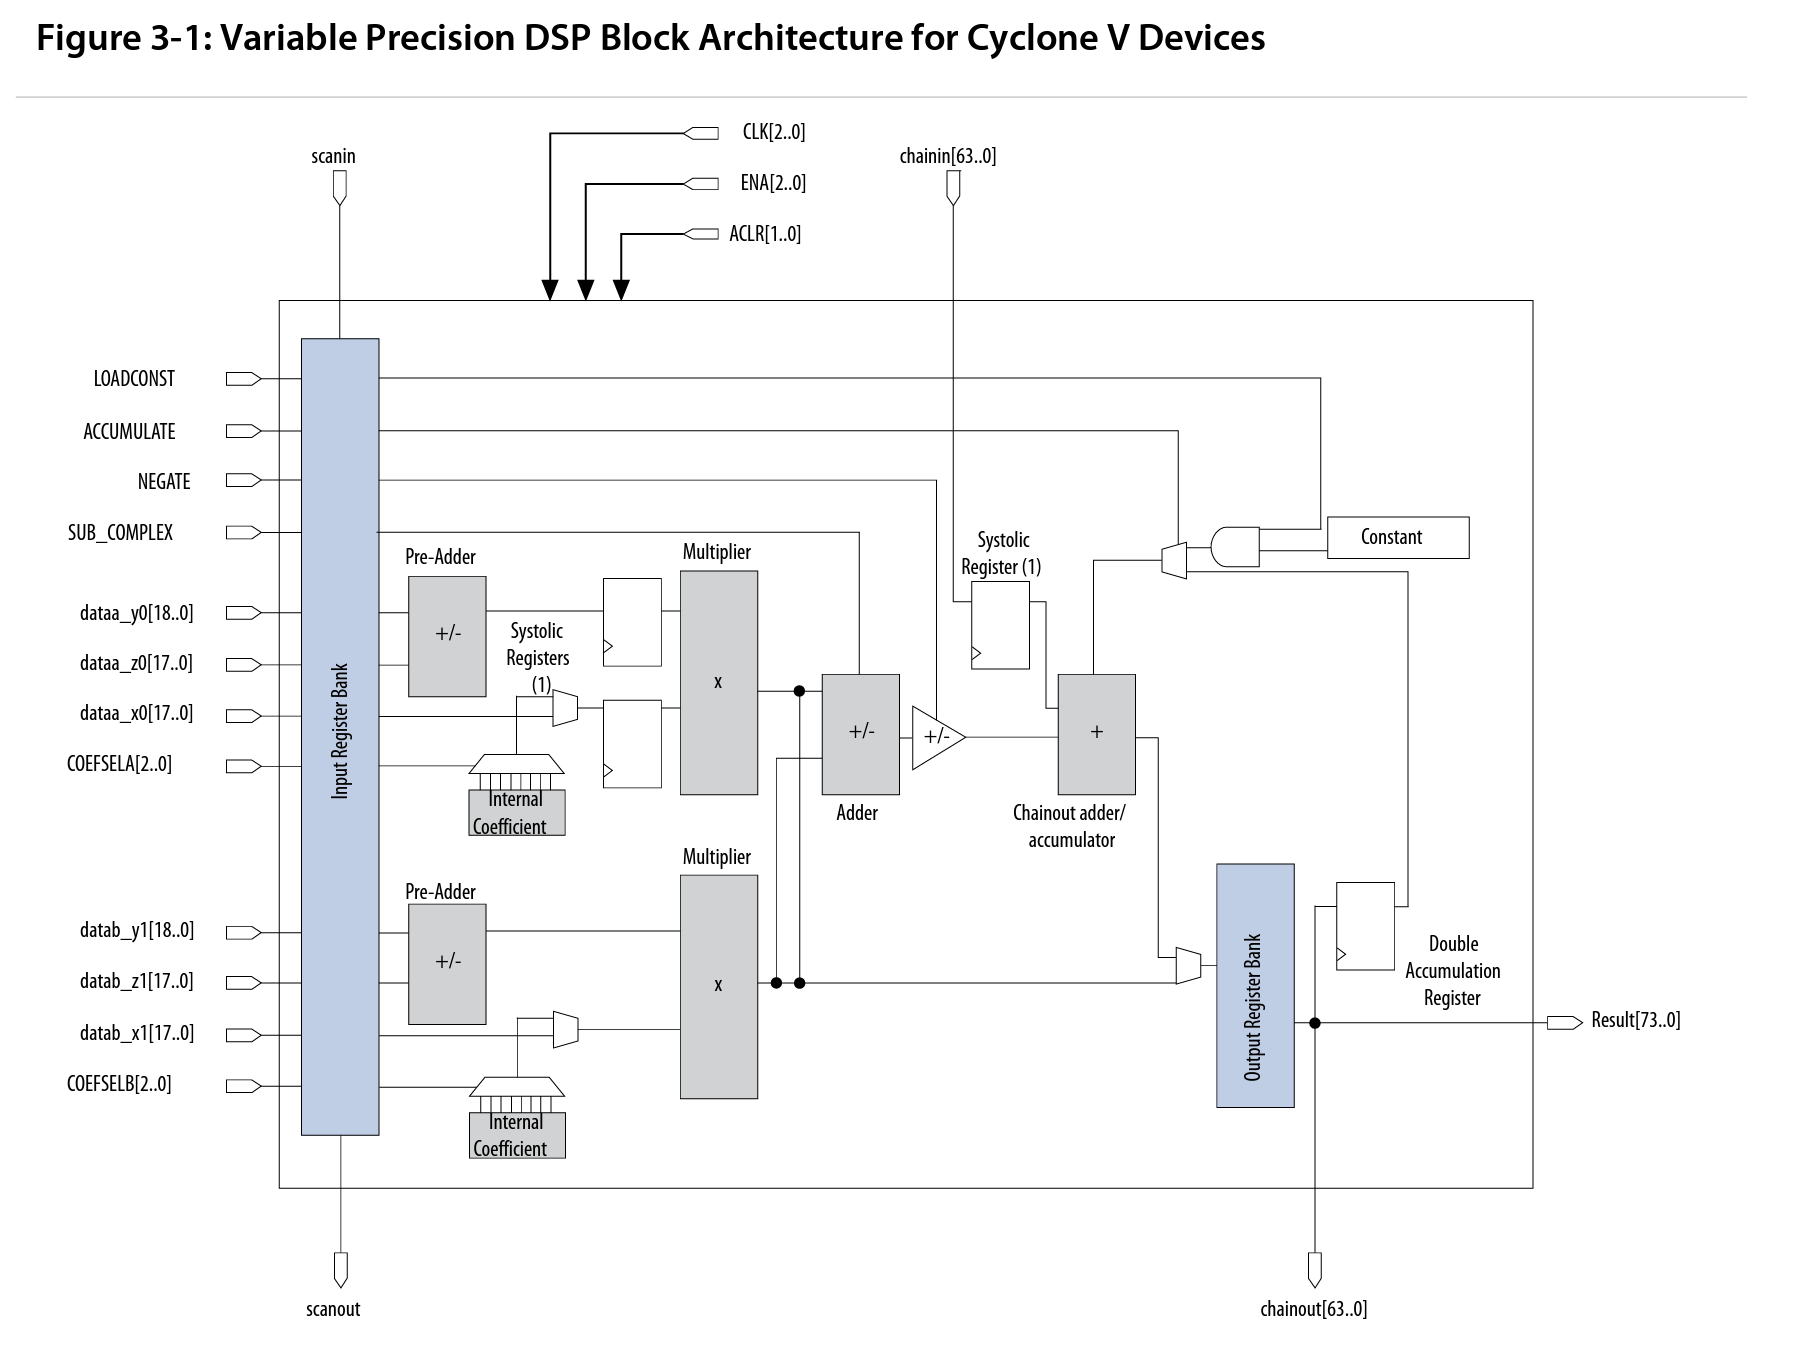 Figure 3-1: Variable Precision DSP Block Architecture for Cyclone V Devices
CLK[2..0]
scanin
chainin[63..0]
ENA[2..0]
ACLR[1..0]
LOADCONST
ACCUMULATE
NEGATE
SUB_COMPLEX
dataa_y0[18..0]
dataa_z0[17..0]
dataa_x0[17..0]
COEFSELA[2..0]
datab_y1[18..0]
datab_z1[17..0]
datab_x1[17..0]
COEFSELB[2..0]
Input Register Bank
Pre-Adder
+/-
Systolic
Registers
(1)
Internal
Coefficient
Multiplier
x
Pre-Adder
+/-
Internal
Coefficient
Multiplier
x
+/-
Adder
+/-
Systolic
Register (1)
+
Chainout adder/
accumulator
Constant
Output Register Bank
Double
Accumulation
Register
Result[73..0]
scanout
chainout[63..0]